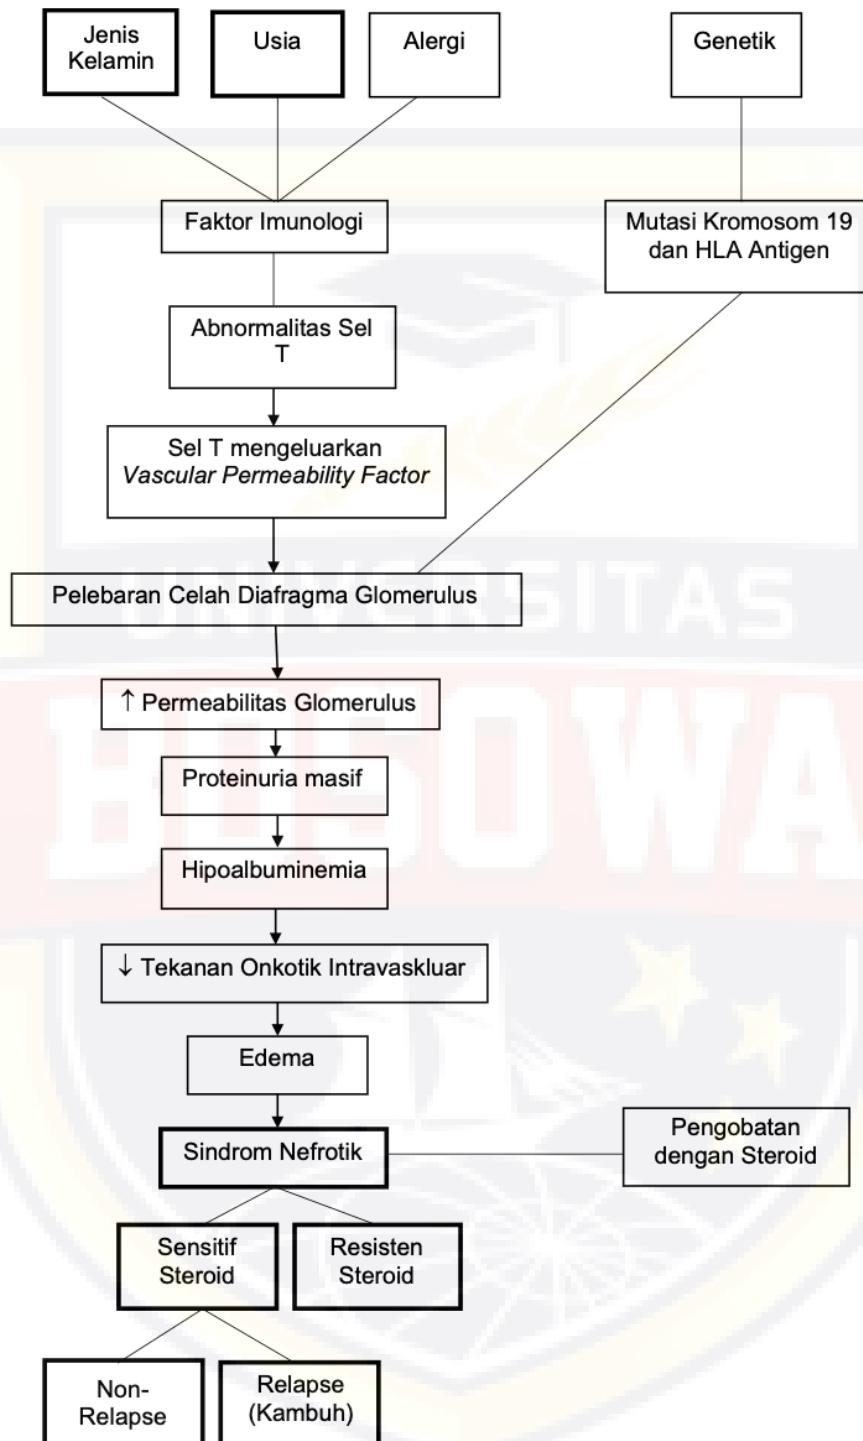 Jenis
Kelamin
Usia
Alergi
Genetik
Faktor Imunologi
Mutasi Kromosom 19
dan HLA Antigen
Abnormalitas Sel
T
Sel T mengeluarkan
Vascular Permeability Factor
Pelebaran Celah Diafragma Glomerulus
UNIVERSITAS
↑ Permeabilitas Glomerulus
BOSOWA
Proteinuria masif
Hipoalbuminemia
↓ Tekanan Onkotik Intravaskluar
Edema
Sindrom Nefrotik
Pengobatan
dengan Steroid
Sensitif
Steroid
Resisten
Steroid
Non-
Relapse
Relapse
(Kambuh)